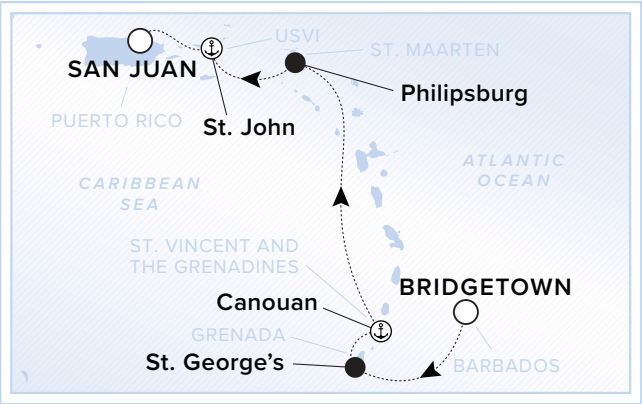 USVI
ST. MAARTEN
SAN JUAN
Philipsburg
PUERTO RICO
St. John
ATLANTIC
OCEAN
CARIBBEAN
SEA
ST. VINCENT AND
THE GRENADINES
BRIDGETOWN
Canouan
GRENADA
St. George’s
BARBADOS